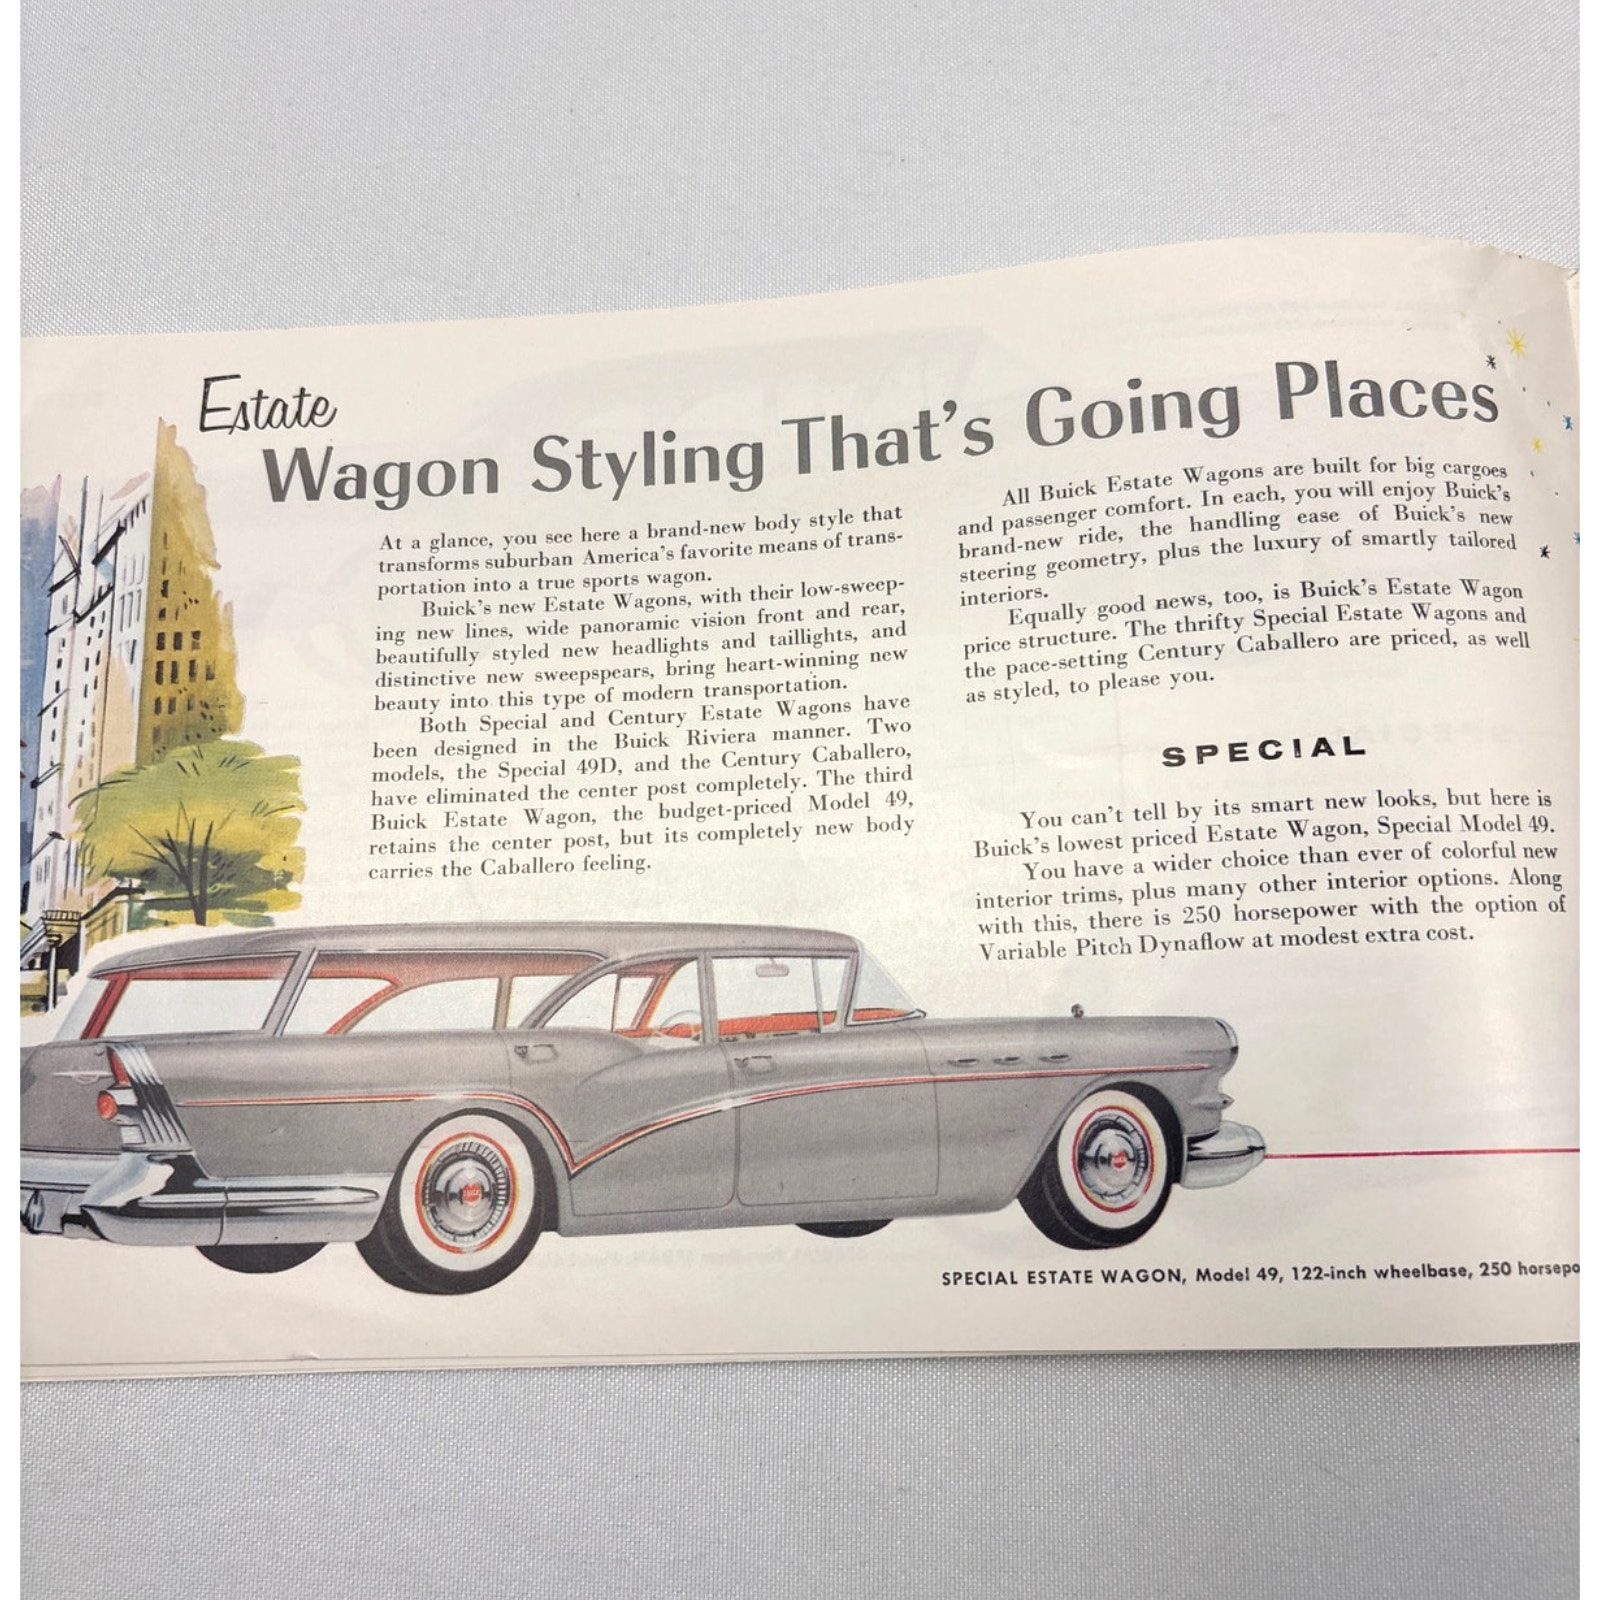 Estate
Wagon Styling That's Going Places
At a glance, you see here a brand-new body style that
transforms suburban America's favorite means of trans-
portation into a true sports wagon.
Buick's new Estate Wagons, with their low-sweep-
ing new lines, wide panoramic vision front and rear,
beautifully styled new headlights and taillights, and
distinctive new sweepspears, bring heart-winning new
beauty into this type of modern transportation.
Both Special and Century Estate Wagons have
been designed in the Buick Riviera manner. Two
models, the Special 49D, and the Century Caballero,
have eliminated the center post completely. The third
Buick Estate Wagon, the budget-priced Model 49,
retains the center post, but its completely new body
carries the Caballero feeling.
All Buick Estate Wagons are built for big cargoes
and passenger comfort. In each, you will enjoy Buick's
brand-new ride, the handling ease of Buick's new
steering geometry, plus the luxury of smartly tailored
interiors.
Equally good news, too, is Buick's Estate Wagon
price structure. The thrifty Special Estate Wagons and
the pace-setting Century Caballero are priced, as well
as styled, to please you.
SPECIAL
You can't tell by its smart new looks, but here is
Buick's lowest priced Estate Wagon, Special Model 49.
You have a wider choice than ever of colorful new
interior trims, plus many other interior options. Along
with this, there is 250 horsepower with the option of
Variable Pitch Dynaflow at modest extra cost.
SPECIAL ESTATE WAGON, Model 49, 122-inch wheelbase, 250 horsepo